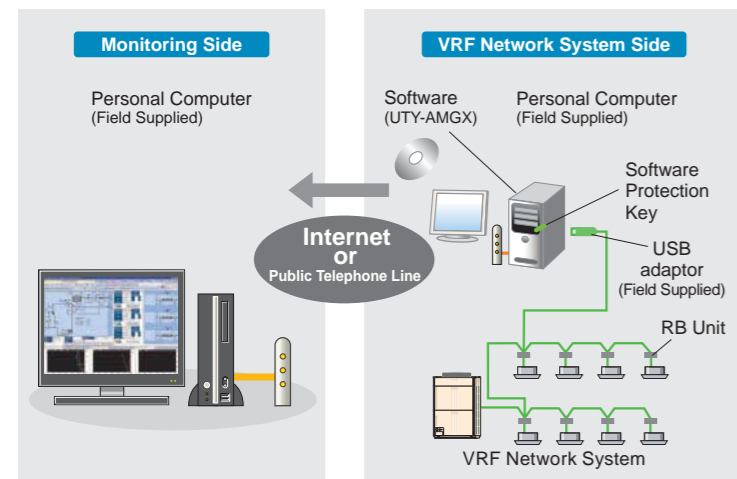 Monitoring Side
Personal Computer
(Field Supplied)
VRF Network System Side
Software
(UTY-AMGX)
Personal Computer
(Field Supplied)
Software
Protection
Key
Internet
or
Public Telephone Line
USB
adaptor
(Field Supplied)
RB Unit
VRF Network System